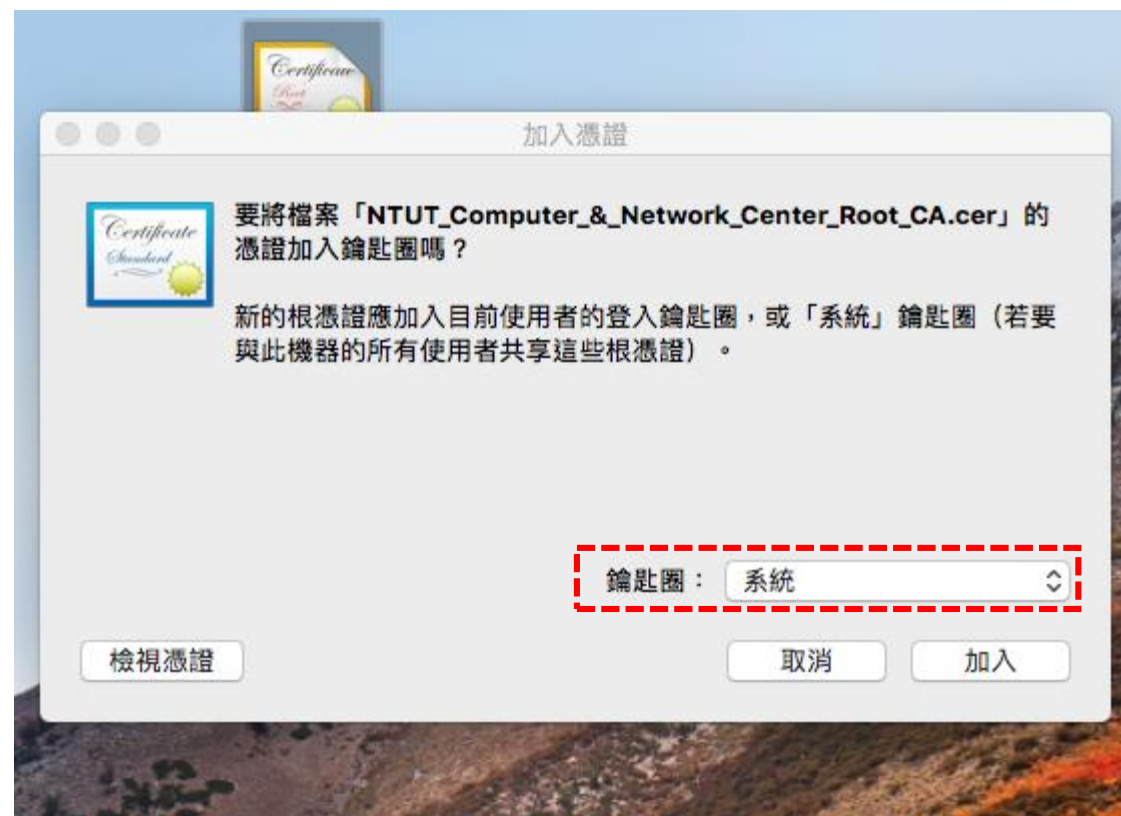 Certificate
Root
加入憑證
Certificate
Standard
要將檔案「NTUT_Computer_&_Network_Center_Root_CA.cer」的
憑證加入鑰匙圈嗎？
新的根憑證應加入目前使用者的登入鑰匙圈，或「系統」鑰匙圈（若要
與此機器的所有使用者共享這些根憑證）。
鑰匙圈： 系統
檢視憑證 取消 加入